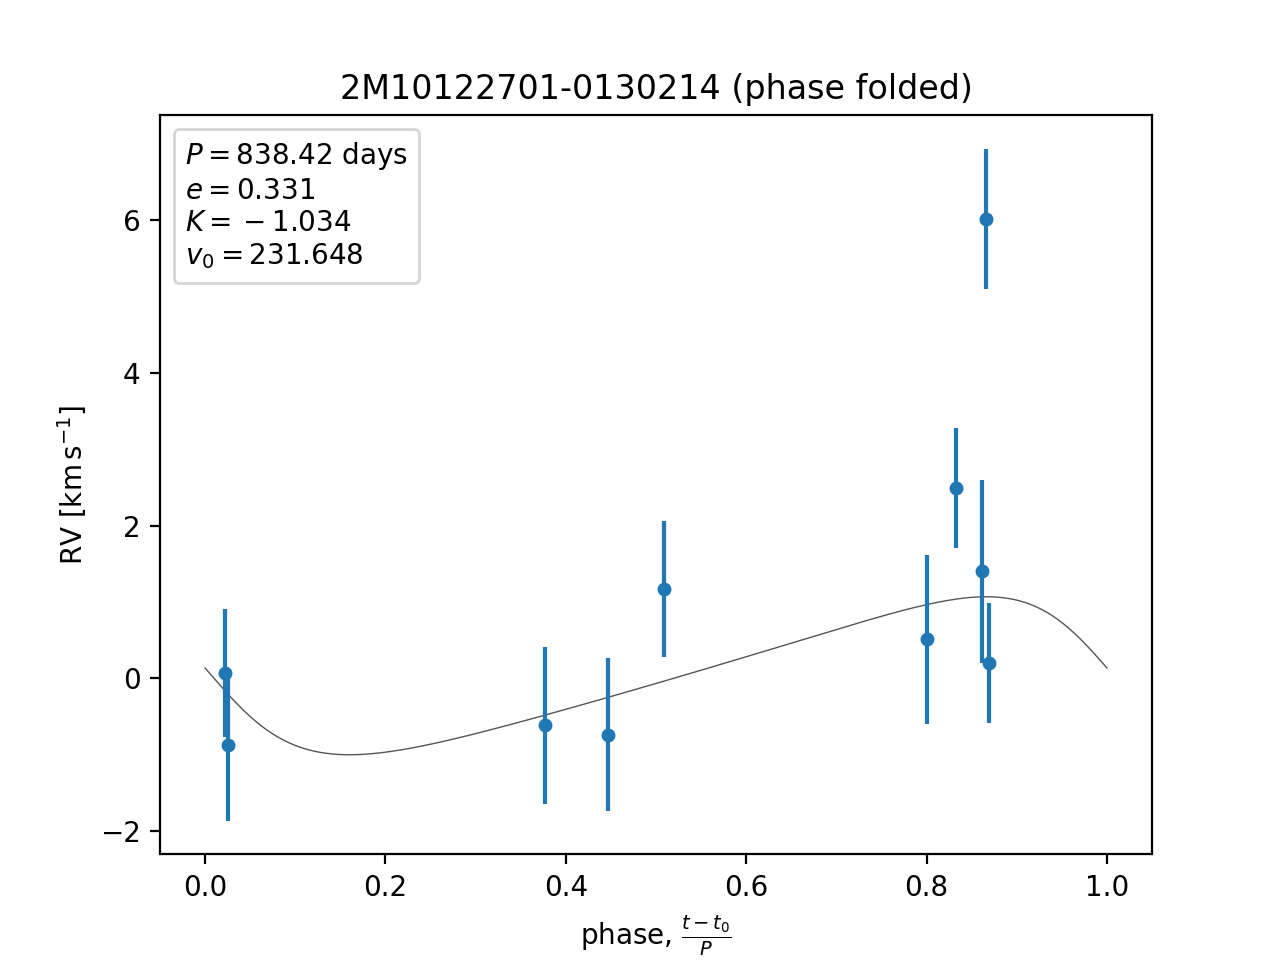 2M10122701-0130214 (phase folded)
P = 838.42 days
e = 0.331
K = −1.034
v₀ = 231.648
6
4
2
0
−2
RV [km s⁻¹]
0.0 0.2 0.4 0.6 0.8 1.0
phase, (t − t₀)/P